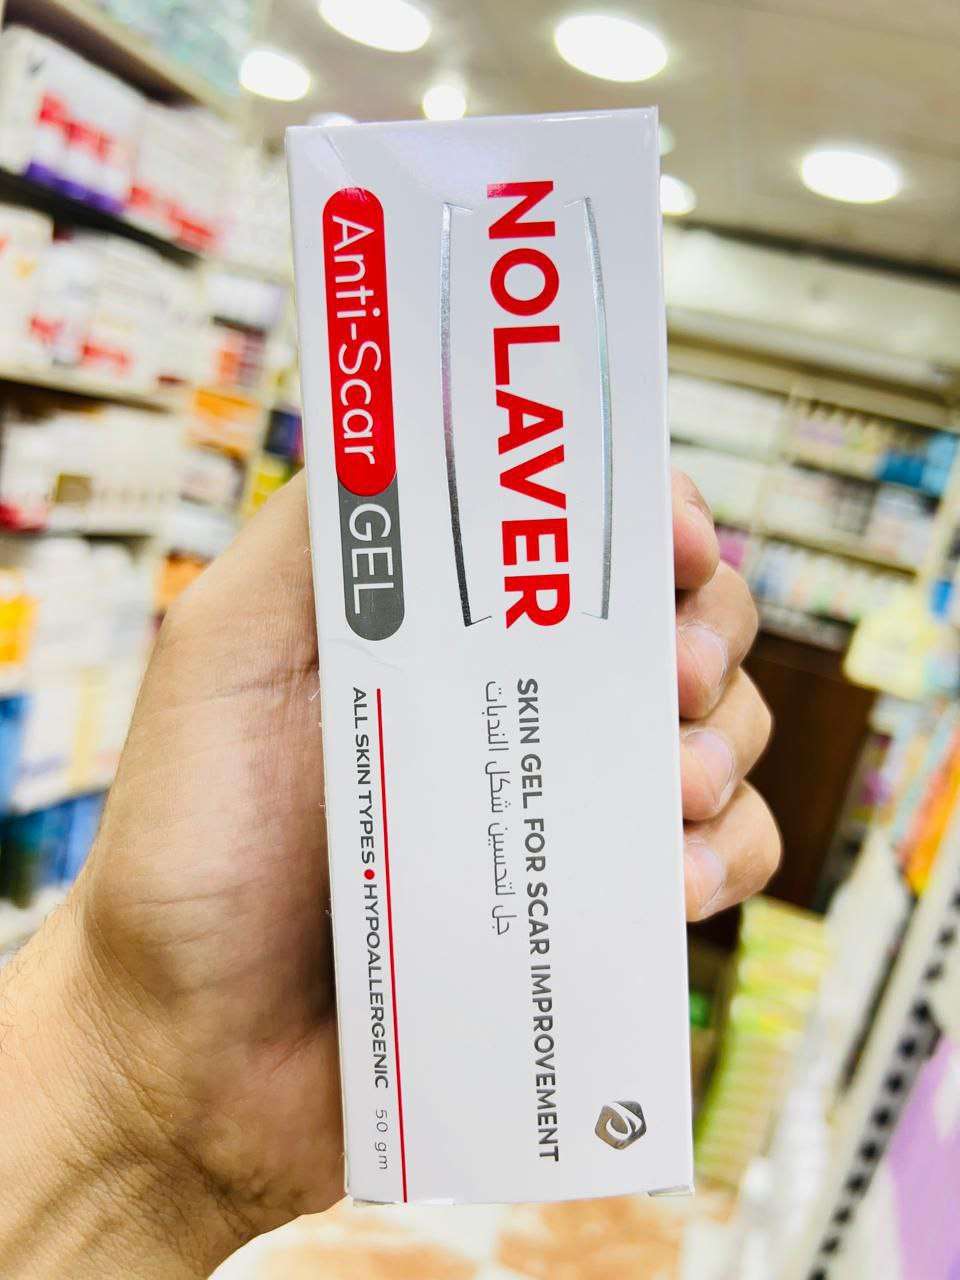 NOLAVER
SKIN GEL FOR SCAR IMPROVEMENT
جل لتحسين شكل الندبات
Anti-Scar GEL
ALL SKIN TYPES • HYPOALLERGENIC 50 gm